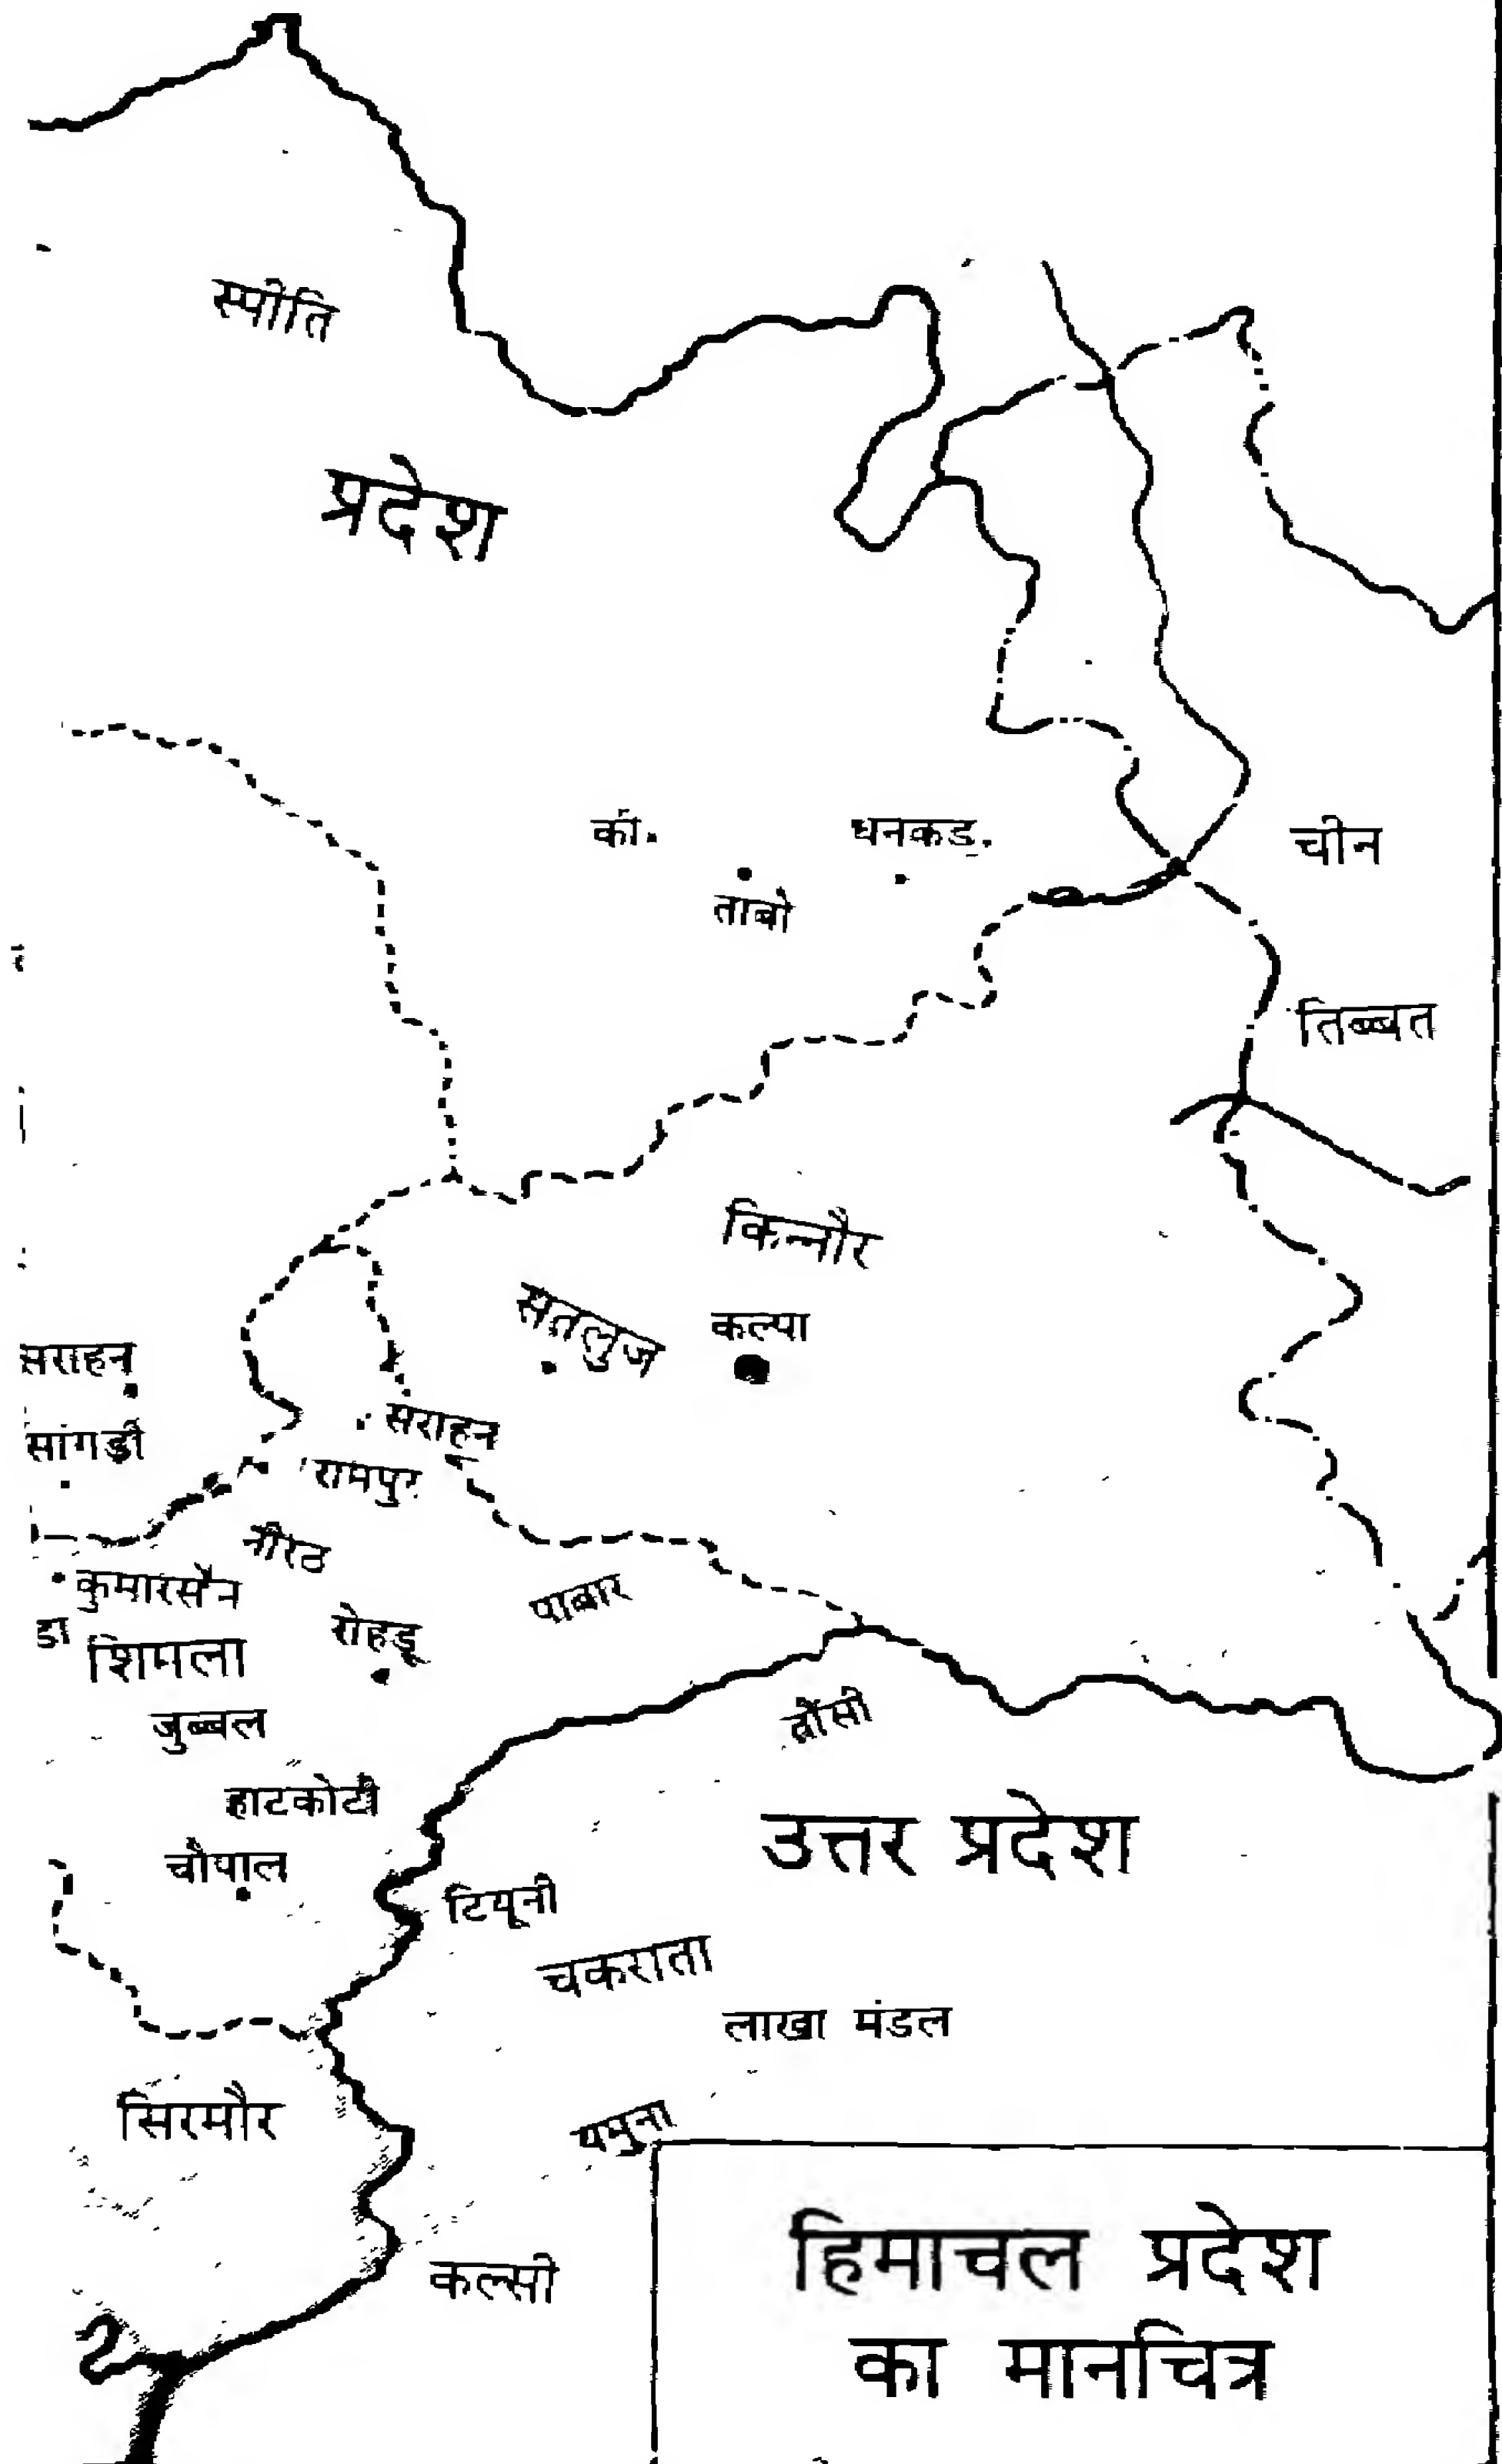 स्पीति
प्रदेश
की.
धनकड.
ताबो
चीन
तिब्बत
किन्नौर
सतलुज
कल्पा
सराहन
सराहन
सांगड़ी
रामपुर
नीरठ
कुमारसैन
पाबार
डा
रोहड़ू
शिमला
जुब्बल
हाटकोटी
चौपाल
उत्तर प्रदेश
टियूनी
चकराता
लाखा मंडल
सिरमौर
यमुना
कल्सी
हिमाचल प्रदेश
का मानचित्र